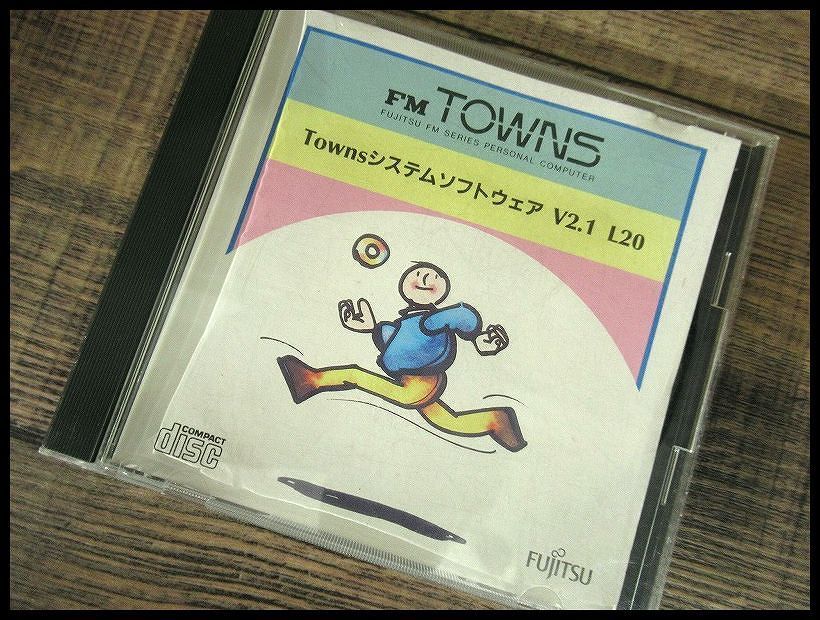 FM TOWNS
FUJITSU FM SERIES PERSONAL COMPUTER
Townsシステムソフトウェア V2.1 L20
COMPACT
disc
FUJITSU